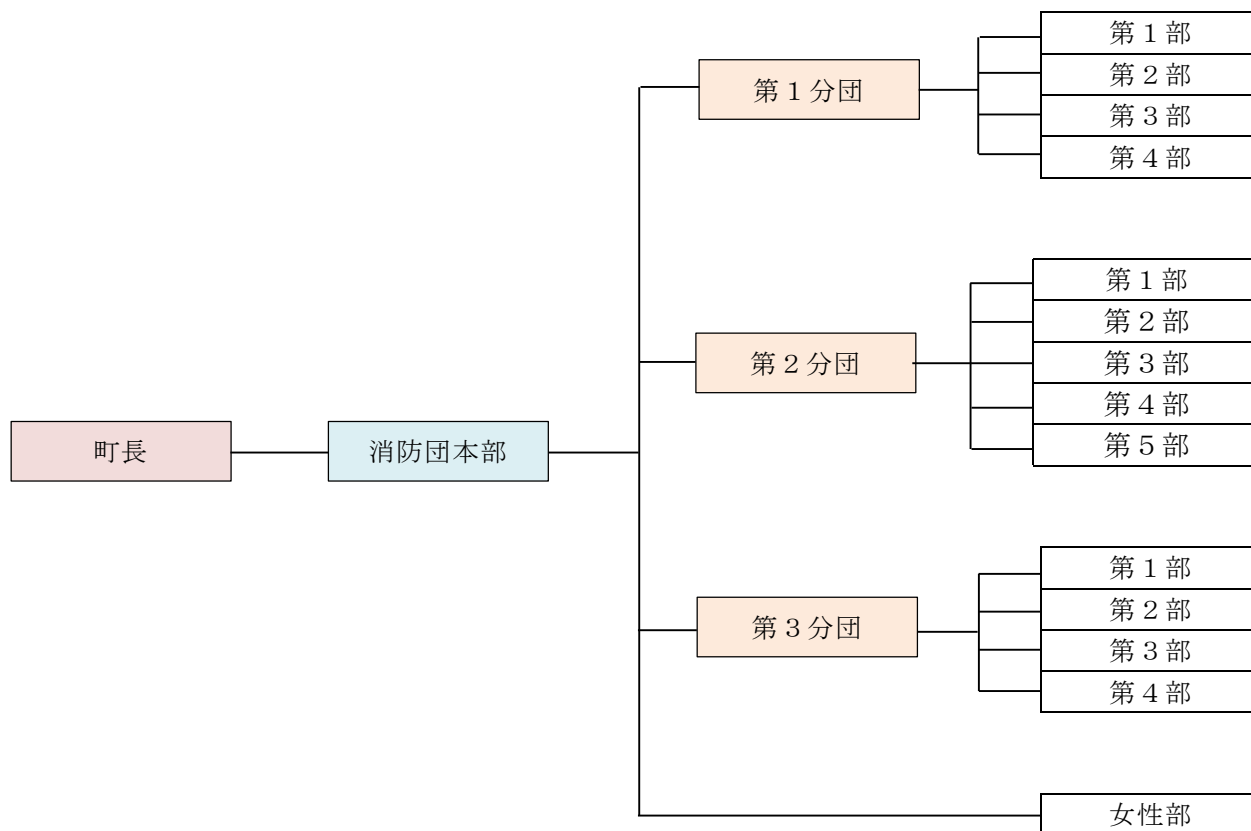 町長
消防団本部
第１分団
第１部
第２部
第３部
第４部
第２分団
第１部
第２部
第３部
第４部
第５部
第３分団
第１部
第２部
第３部
第４部
女性部